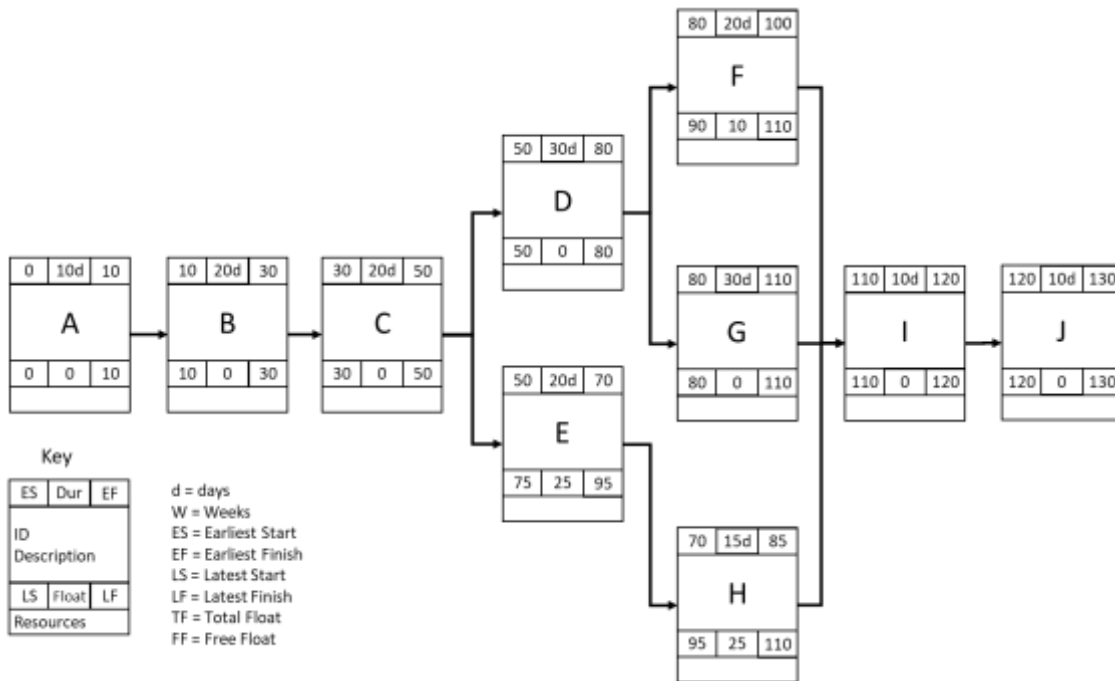 80 20d 100
F
90 10 110
50 30d 80
D
50 0 80
0 10d 10
A
0 0 10
10 20d 30
B
10 0 30
30 20d 50
C
30 0 50
80 30d 110
G
80 0 110
110 10d 120
I
110 0 120
120 10d 130
J
120 0 130
50 20d 70
E
75 25 95
70 15d 85
H
95 25 110
Key
ES Dur EF
ID
Description
LS Float LF
Resources
d = days
W = Weeks
ES = Earliest Start
EF = Earliest Finish
LS = Latest Start
LF = Latest Finish
TF = Total Float
FF = Free Float